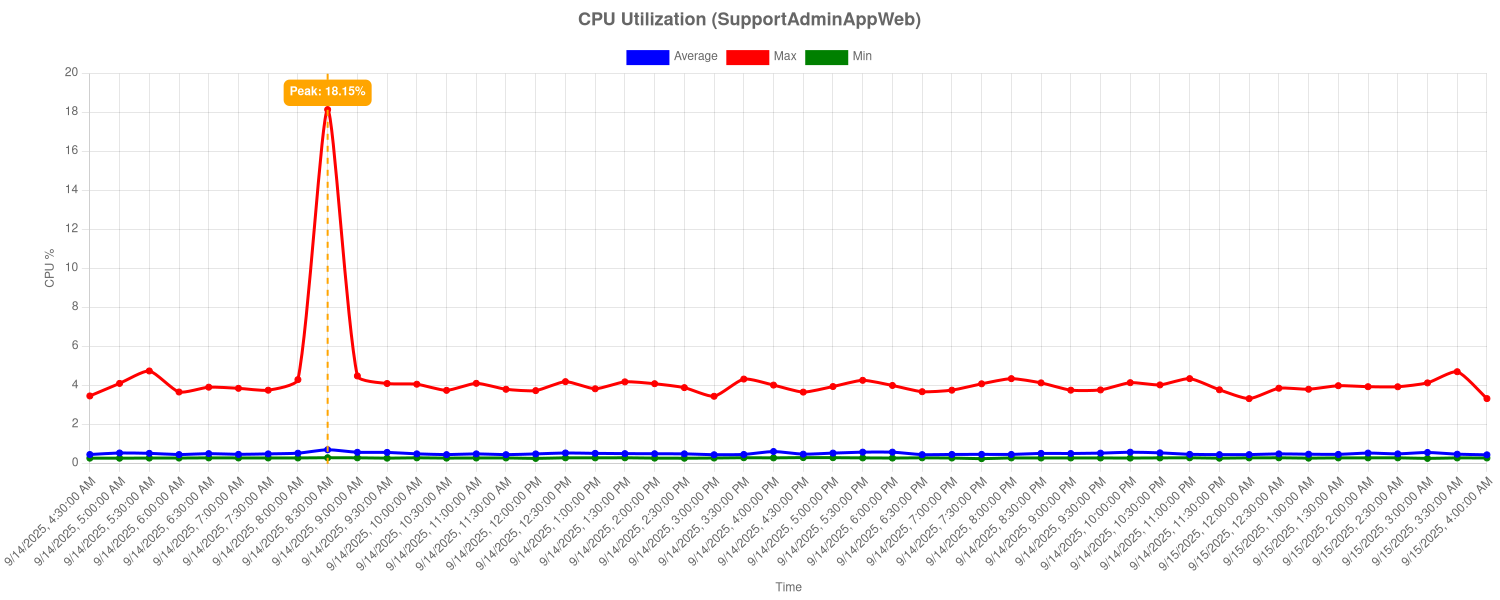 CPU Utilization (SupportAdminAppWeb)
Average Max Min
Peak: 18.15%
CPU %
20
18
16
14
12
10
8
6
4
2
0
9/14/2025, 4:30:00 AM
9/14/2025, 5:00:00 AM
9/14/2025, 5:30:00 AM
9/14/2025, 6:00:00 AM
9/14/2025, 6:30:00 AM
9/14/2025, 7:00:00 AM
9/14/2025, 7:30:00 AM
9/14/2025, 8:00:00 AM
9/14/2025, 8:30:00 AM
9/14/2025, 9:00:00 AM
9/14/2025, 9:30:00 AM
9/14/2025, 10:00:00 AM
9/14/2025, 10:30:00 AM
9/14/2025, 11:00:00 AM
9/14/2025, 11:30:00 AM
9/14/2025, 12:00:00 PM
9/14/2025, 12:30:00 PM
9/14/2025, 1:00:00 PM
9/14/2025, 1:30:00 PM
9/14/2025, 2:00:00 PM
9/14/2025, 2:30:00 PM
9/14/2025, 3:00:00 PM
9/14/2025, 3:30:00 PM
9/14/2025, 4:00:00 PM
9/14/2025, 4:30:00 PM
9/14/2025, 5:00:00 PM
9/14/2025, 5:30:00 PM
9/14/2025, 6:00:00 PM
9/14/2025, 6:30:00 PM
9/14/2025, 7:00:00 PM
9/14/2025, 7:30:00 PM
9/14/2025, 8:00:00 PM
9/14/2025, 8:30:00 PM
9/14/2025, 9:00:00 PM
9/14/2025, 9:30:00 PM
9/14/2025, 10:00:00 PM
9/14/2025, 10:30:00 PM
9/14/2025, 11:00:00 PM
9/14/2025, 11:30:00 PM
9/15/2025, 12:00:00 AM
9/15/2025, 12:30:00 AM
9/15/2025, 1:00:00 AM
9/15/2025, 1:30:00 AM
9/15/2025, 2:00:00 AM
9/15/2025, 2:30:00 AM
9/15/2025, 3:00:00 AM
9/15/2025, 3:30:00 AM
9/15/2025, 4:00:00 AM
Time